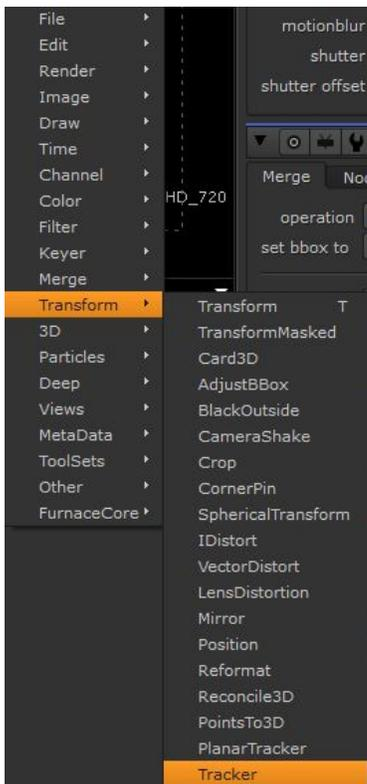 File
Edit
Render
Image
Draw
Time
Channel
Color
Filter
Keyer
Merge
Transform
3D
Particles
Deep
Views
MetaData
ToolSets
Other
FurnaceCore
HD_720
motionblur
shutter
shutter offset
Merge
operation
set bbox to
Transform T
TransformMasked
Card3D
AdjustBBox
BlackOutside
CameraShake
Crop
CornerPin
SphericalTransform
IDistort
VectorDistort
LensDistortion
Mirror
Position
Reformat
Reconcile3D
PointsTo3D
PlanarTracker
Tracker